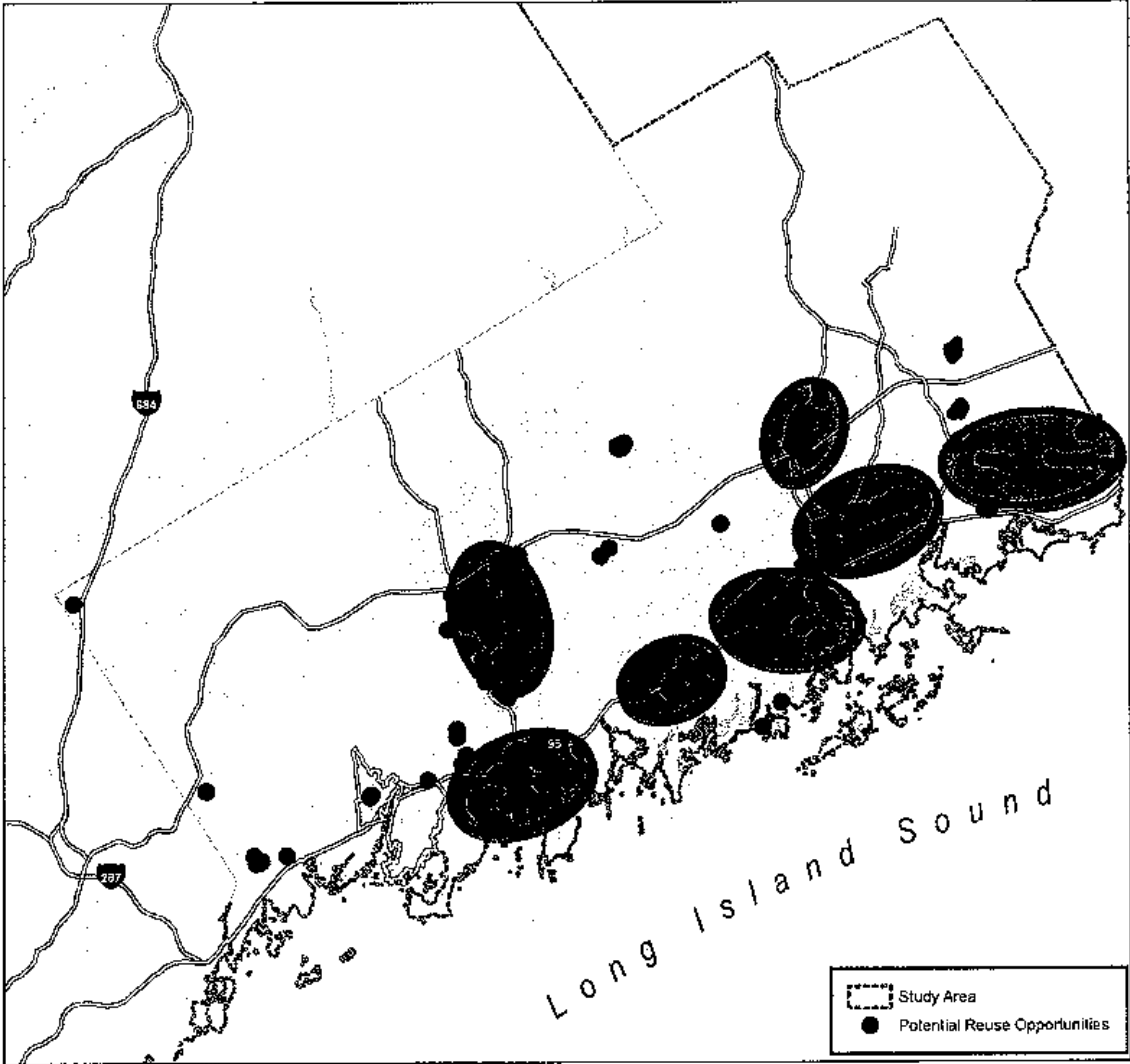 684
95
287
Long Island Sound
Study Area
Potential Reuse Opportunities